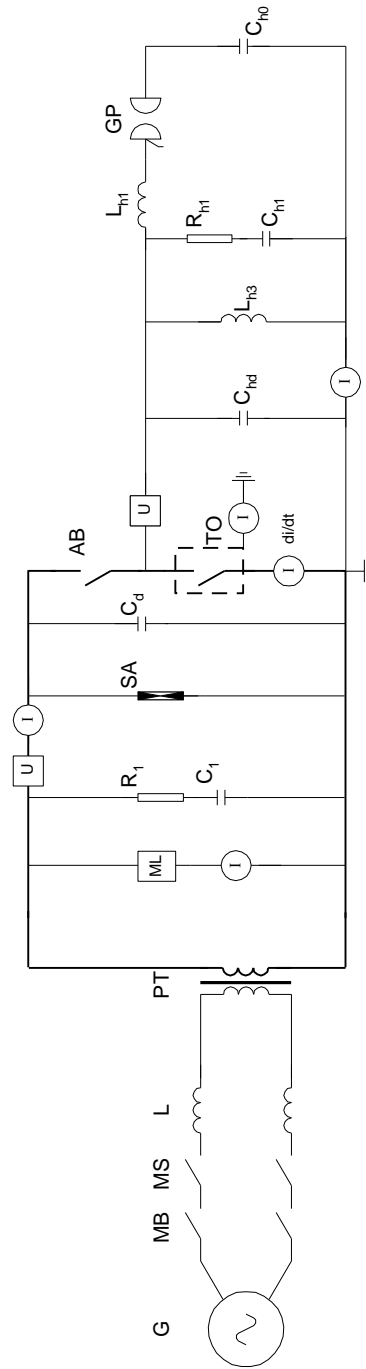 G
MB
MS
L
PT
ML
I
R1
C1
SA
Cd
U
I
AB
TO
I
I
di/dt
U
Chd
Lh3
I
Rh1
Ch1
Lh1
GP
Ch0